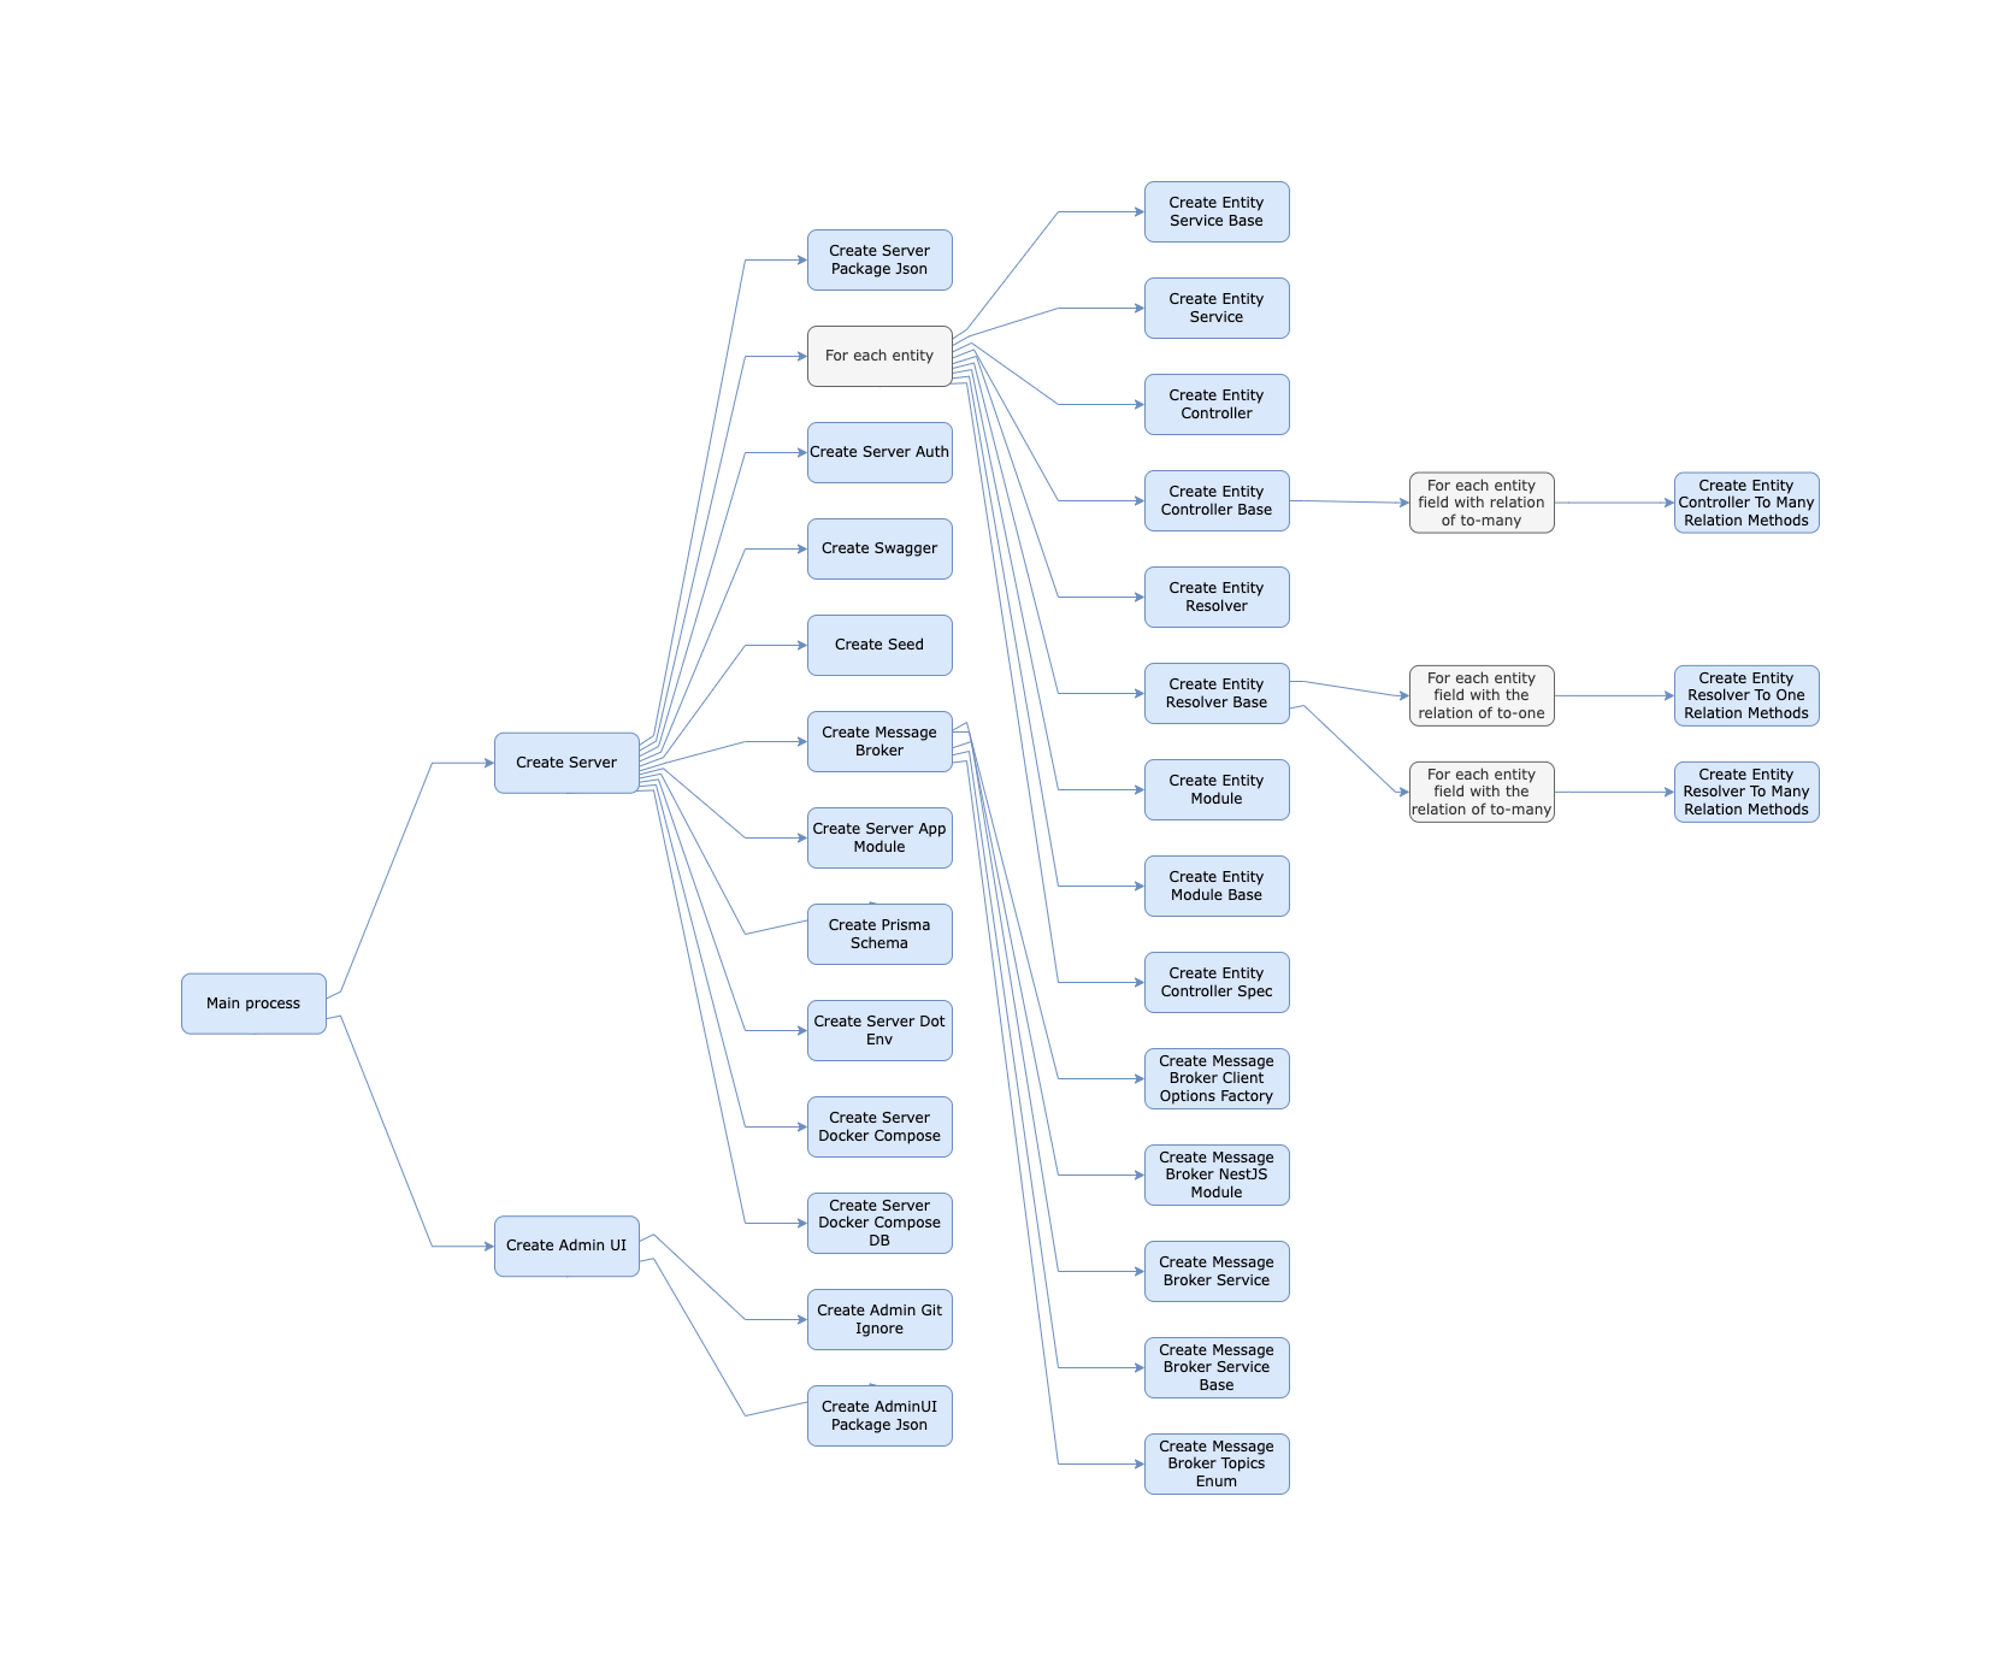 Main process
Create Server
Create Admin UI
Create Server
Package Json
For each entity
Create Server Auth
Create Swagger
Create Seed
Create Message
Broker
Create Server App
Module
Create Prisma
Schema
Create Server Dot
Env
Create Server
Docker Compose
Create Server
Docker Compose
DB
Create Admin Git
Ignore
Create AdminUI
Package Json
Create Entity
Service Base
Create Entity
Service
Create Entity
Controller
Create Entity
Controller Base
Create Entity
Resolver
Create Entity
Resolver Base
Create Entity
Module
Create Entity
Module Base
Create Entity
Controller Spec
Create Message
Broker Client
Options Factory
Create Message
Broker NestJS
Module
Create Message
Broker Service
Create Message
Broker Service
Base
Create Message
Broker Topics
Enum
For each entity
field with relation
of to-many
For each entity
field with the
relation of to-one
For each entity
field with the
relation of to-many
Create Entity
Controller To Many
Relation Methods
Create Entity
Resolver To One
Relation Methods
Create Entity
Resolver To Many
Relation Methods